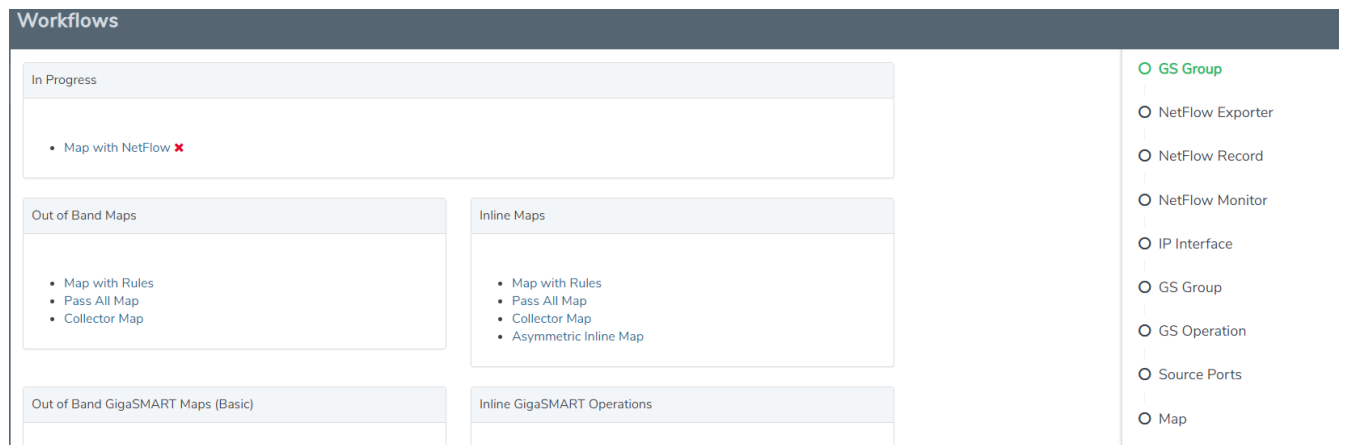 Workflows
In Progress
Map with NetFlow
Out of Band Maps
Map with Rules
Pass All Map
Collector Map
Inline Maps
Map with Rules
Pass All Map
Collector Map
Asymmetric Inline Map
Out of Band GigaSMART Maps (Basic)
Inline GigaSMART Operations
GS Group
NetFlow Exporter
NetFlow Record
NetFlow Monitor
IP Interface
GS Group
GS Operation
Source Ports
Map